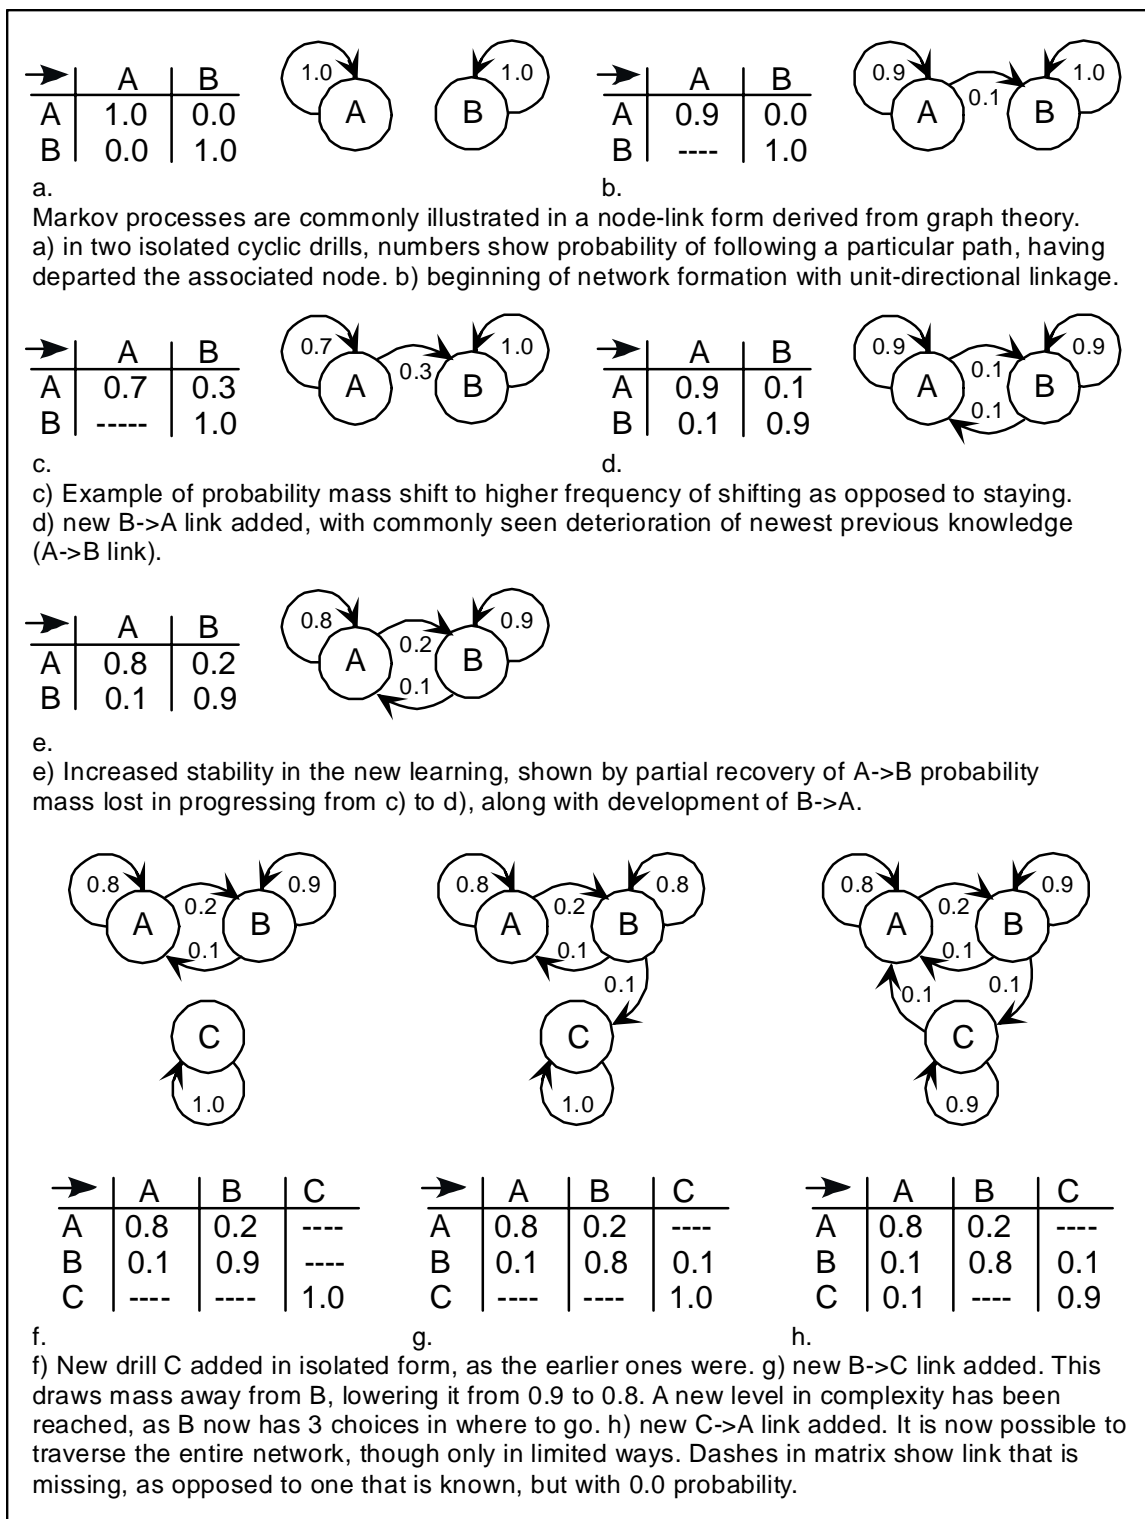 A B
A 1.0 0.0
B 0.0 1.0
1.0 A B 1.0
A B
A 0.9 0.0
B ---- 1.0
0.9 A 0.1 B 1.0
a.
b.
Markov processes are commonly illustrated in a node-link form derived from graph theory.
a) in two isolated cyclic drills, numbers show probability of following a particular path, having
departed the associated node. b) beginning of network formation with unit-directional linkage.
A B
A 0.7 0.3
B ----- 1.0
0.7 A 0.3 B 1.0
A B
A 0.9 0.1
B 0.1 0.9
0.9 A 0.1 0.1 B 0.9
c.
d.
c) Example of probability mass shift to higher frequency of shifting as opposed to staying.
d) new B->A link added, with commonly seen deterioration of newest previous knowledge
(A->B link).
A B
A 0.8 0.2
B 0.1 0.9
0.8 A 0.2 0.1 B 0.9
e.
e) Increased stability in the new learning, shown by partial recovery of A->B probability
mass lost in progressing from c) to d), along with development of B->A.
0.8 A 0.2 0.1 B 0.9
C
1.0
0.8 A 0.2 0.1 B 0.8
0.1
C
1.0
0.8 A 0.2 0.1 B 0.9
0.1 0.1
C
0.9
A B C
A 0.8 0.2 ----
B 0.1 0.9 ----
C ---- ---- 1.0
A B C
A 0.8 0.2 ----
B 0.1 0.8 0.1
C ---- ---- 1.0
A B C
A 0.8 0.2 ----
B 0.1 0.8 0.1
C 0.1 ---- 0.9
f.
g.
h.
f) New drill C added in isolated form, as the earlier ones were. g) new B->C link added. This
draws mass away from B, lowering it from 0.9 to 0.8. A new level in complexity has been
reached, as B now has 3 choices in where to go. h) new C->A link added. It is now possible to
traverse the entire network, though only in limited ways. Dashes in matrix show link that is
missing, as opposed to one that is known, but with 0.0 probability.